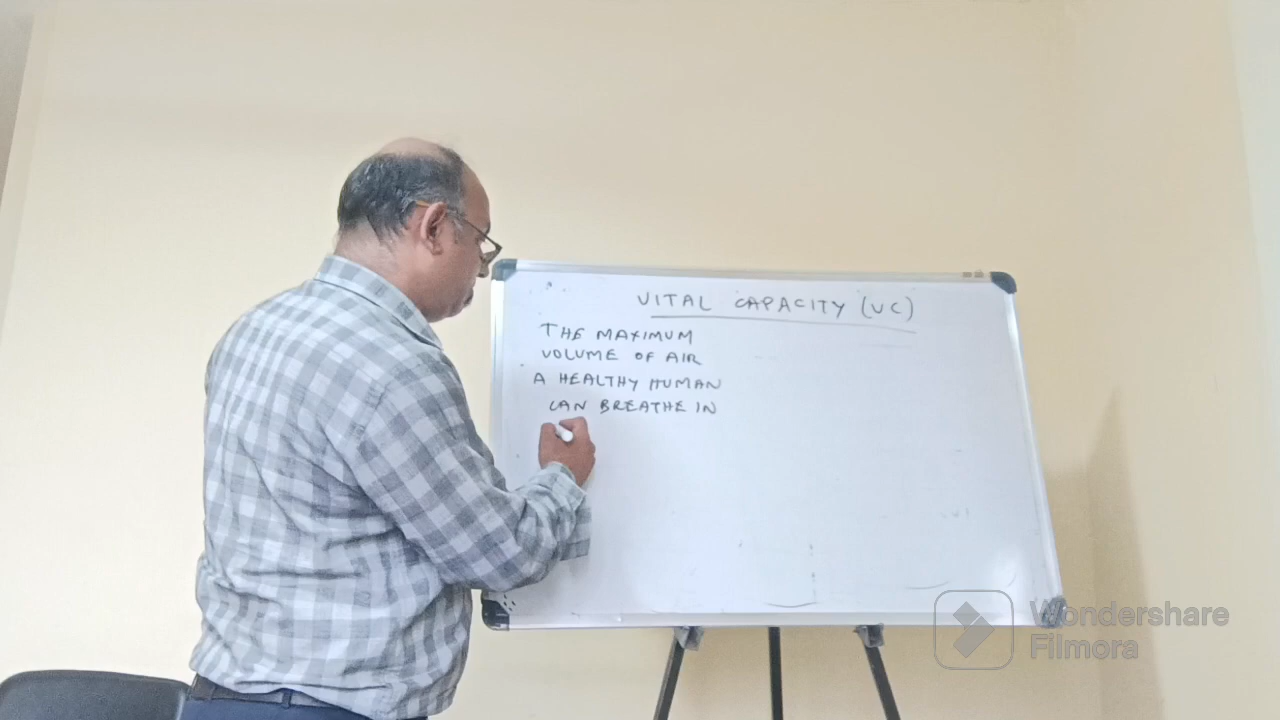 VITAL CAPACITY (VC)
THE MAXIMUM
VOLUME OF AIR
A HEALTHY HUMAN
CAN BREATHE IN
Wondershare
Filmora